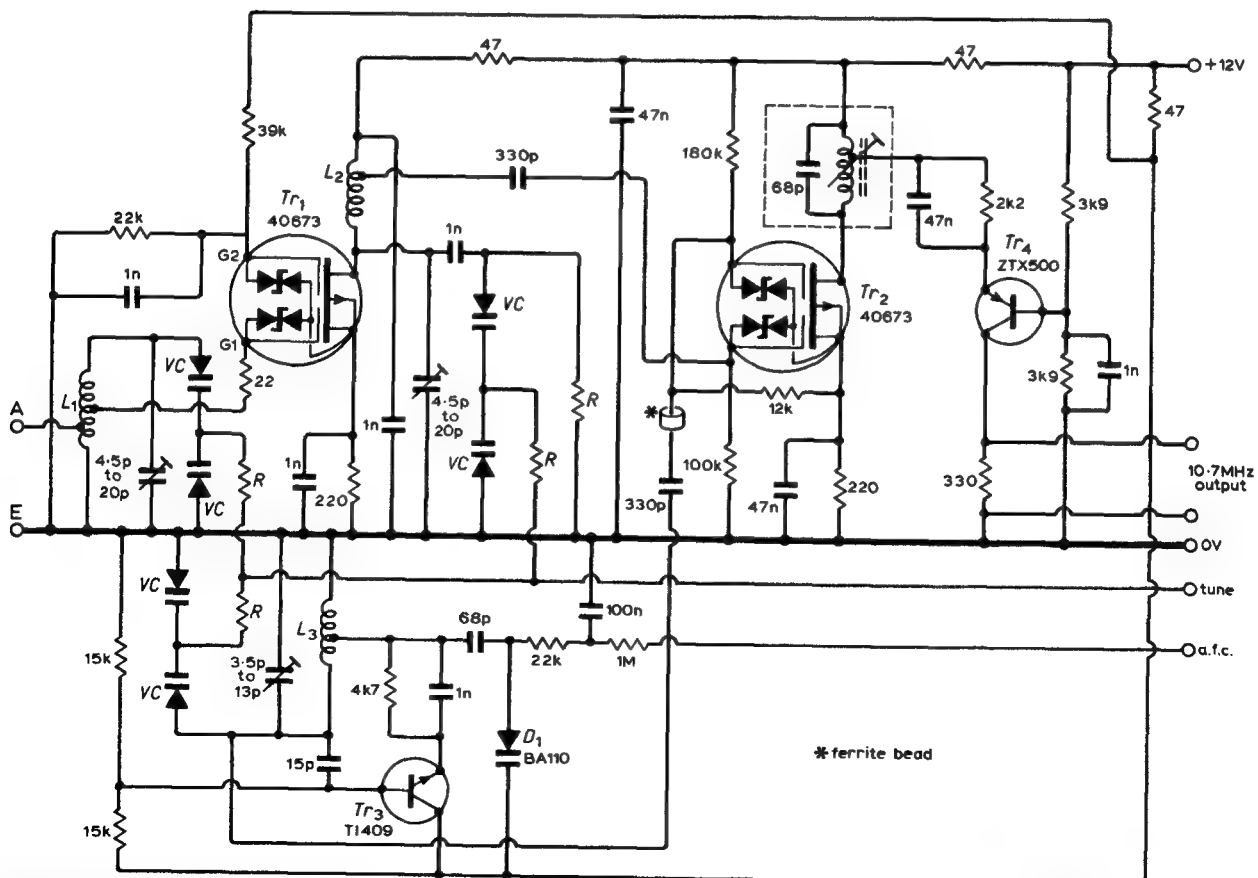 47
47
+12V
47
39k
47n
330p
180k
68p
L2
Tr1
40673
22k
1n
47n
2k2
3k9
G2
1n
Tr4
ZTX500
1n
VC
Tr2
40673
G1
VC
22
L1
A
4·5p
to
20p
1n
4·5p
to
20p
R
*
12k
3k9
1n
VC
R
100k
E
VC
R
1n
220
330p
47n
220
330
10·7MHz
output
0V
VC
tune
R
L3
68p
100n
15k
3·5p
to
13p
22k
1M
a.f.c.
VC
4k7
1n
15p
D1
BA110
* ferrite bead
15k
Tr3
T1409